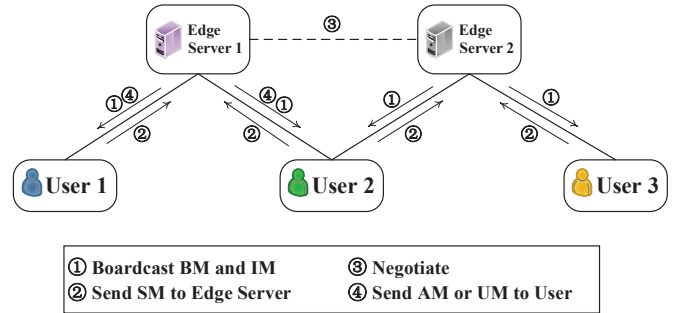 Edge Server 1
③
Edge Server 2
①④
②
④①
②
①
②
①
②
User 1
User 2
User 3
① Boardcast BM and IM
③ Negotiate
② Send SM to Edge Server
④ Send AM or UM to User